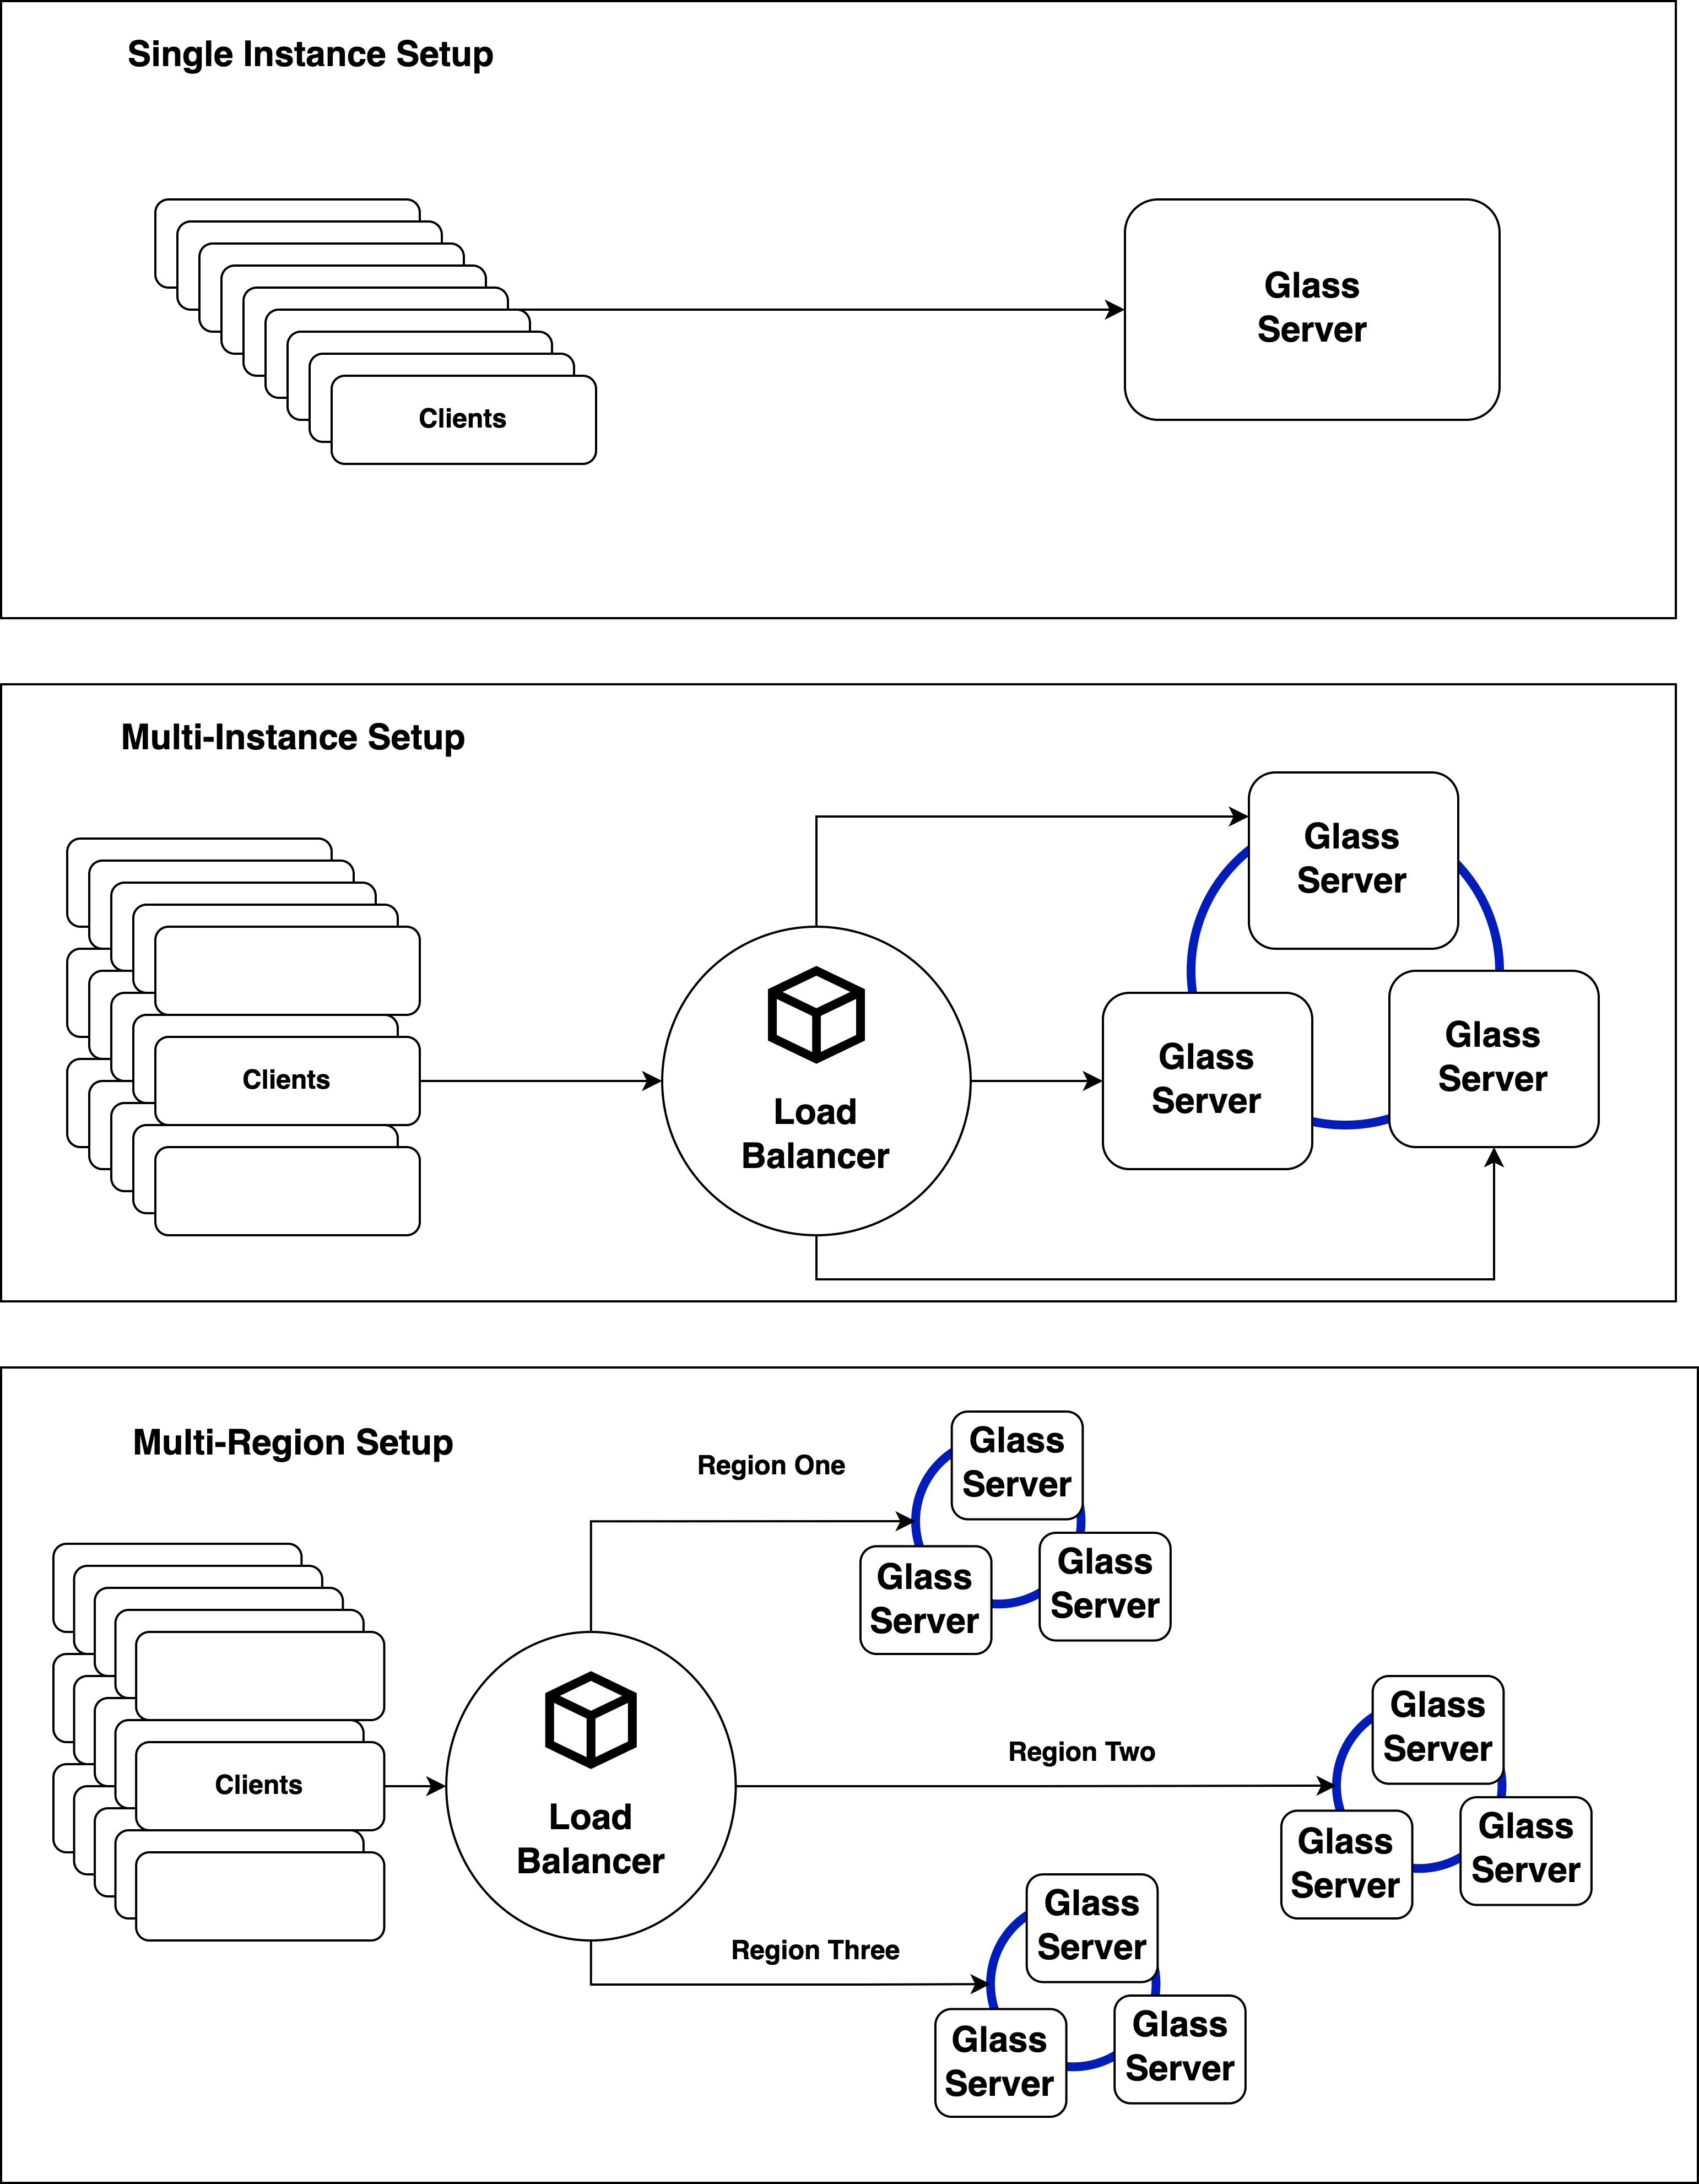 Single Instance Setup
Glass
Server
Clients
Multi-Instance Setup
Glass
Server
Glass
Server
Glass
Server
Clients
Load
Balancer
Multi-Region Setup
Region One
Glass
Server
Glass
Server
Glass
Server
Region Two
Glass
Server
Glass
Server
Glass
Server
Clients
Load
Balancer
Region Three
Glass
Server
Glass
Server
Glass
Server